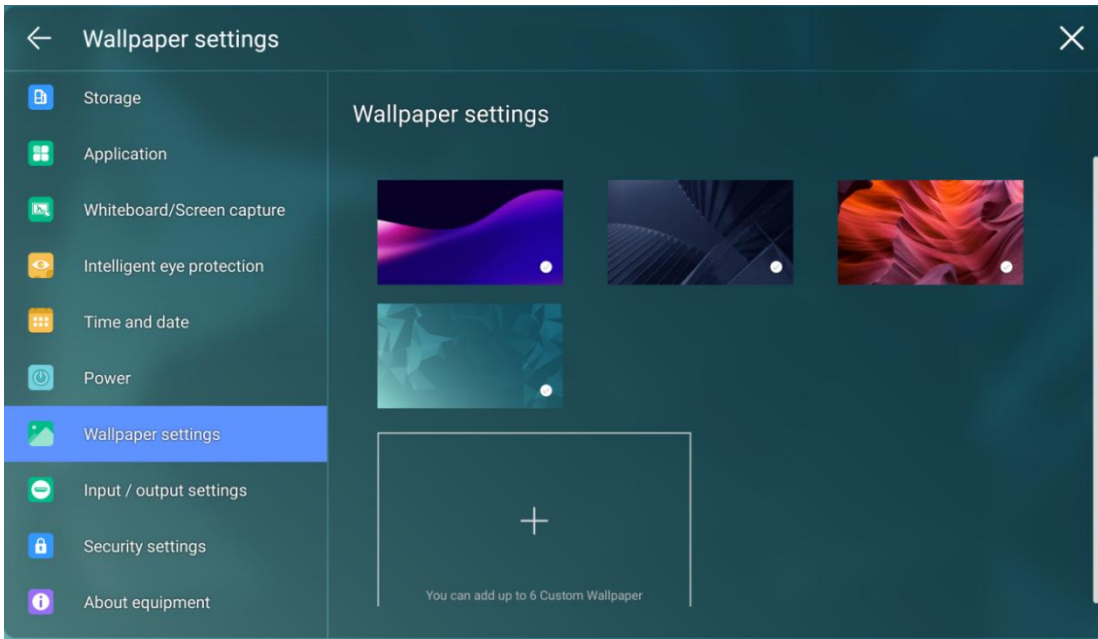 Wallpaper settings
Storage
Application
Whiteboard/Screen capture
Intelligent eye protection
Time and date
Power
Wallpaper settings
Input / output settings
Security settings
About equipment
Wallpaper settings
You can add up to 6 Custom Wallpaper